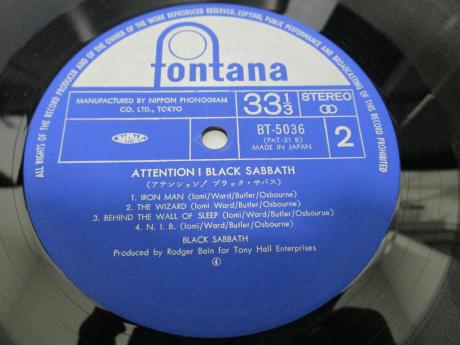 ALL RIGHTS OF THE RECORD PRODUCER AND OF THE OWNER OF THE WORK REPRODUCED RESERVED. COPYING, PUBLIC PERFORMANCE AND BROADCASTING OF THIS RECORD PROHIBITED
fontana
MANUFACTURED BY NIPPON PHONOGRAM
CO. LTD., TOKYO
33 1/3
STEREO
BT-5036
(PAT-21 B)
MADE IN JAPAN
2
ATTENTION! BLACK SABBATH
(アテンション! ブラック・サバス)
1. IRON MAN (Iomi/Ward/Butler/Osbourne)
2. THE WIZARD (Iomi/Ward/Butler/Osbourne)
3. BEHIND THE WALL OF SLEEP (Iomi/Ward/Butler/Osbourue)
4. N. I. B. (Iomi/Ward/Butler/Osbourne)
BLACK SABBATH
Produced by Rodger Bain for Tony Hall Enterprises
④